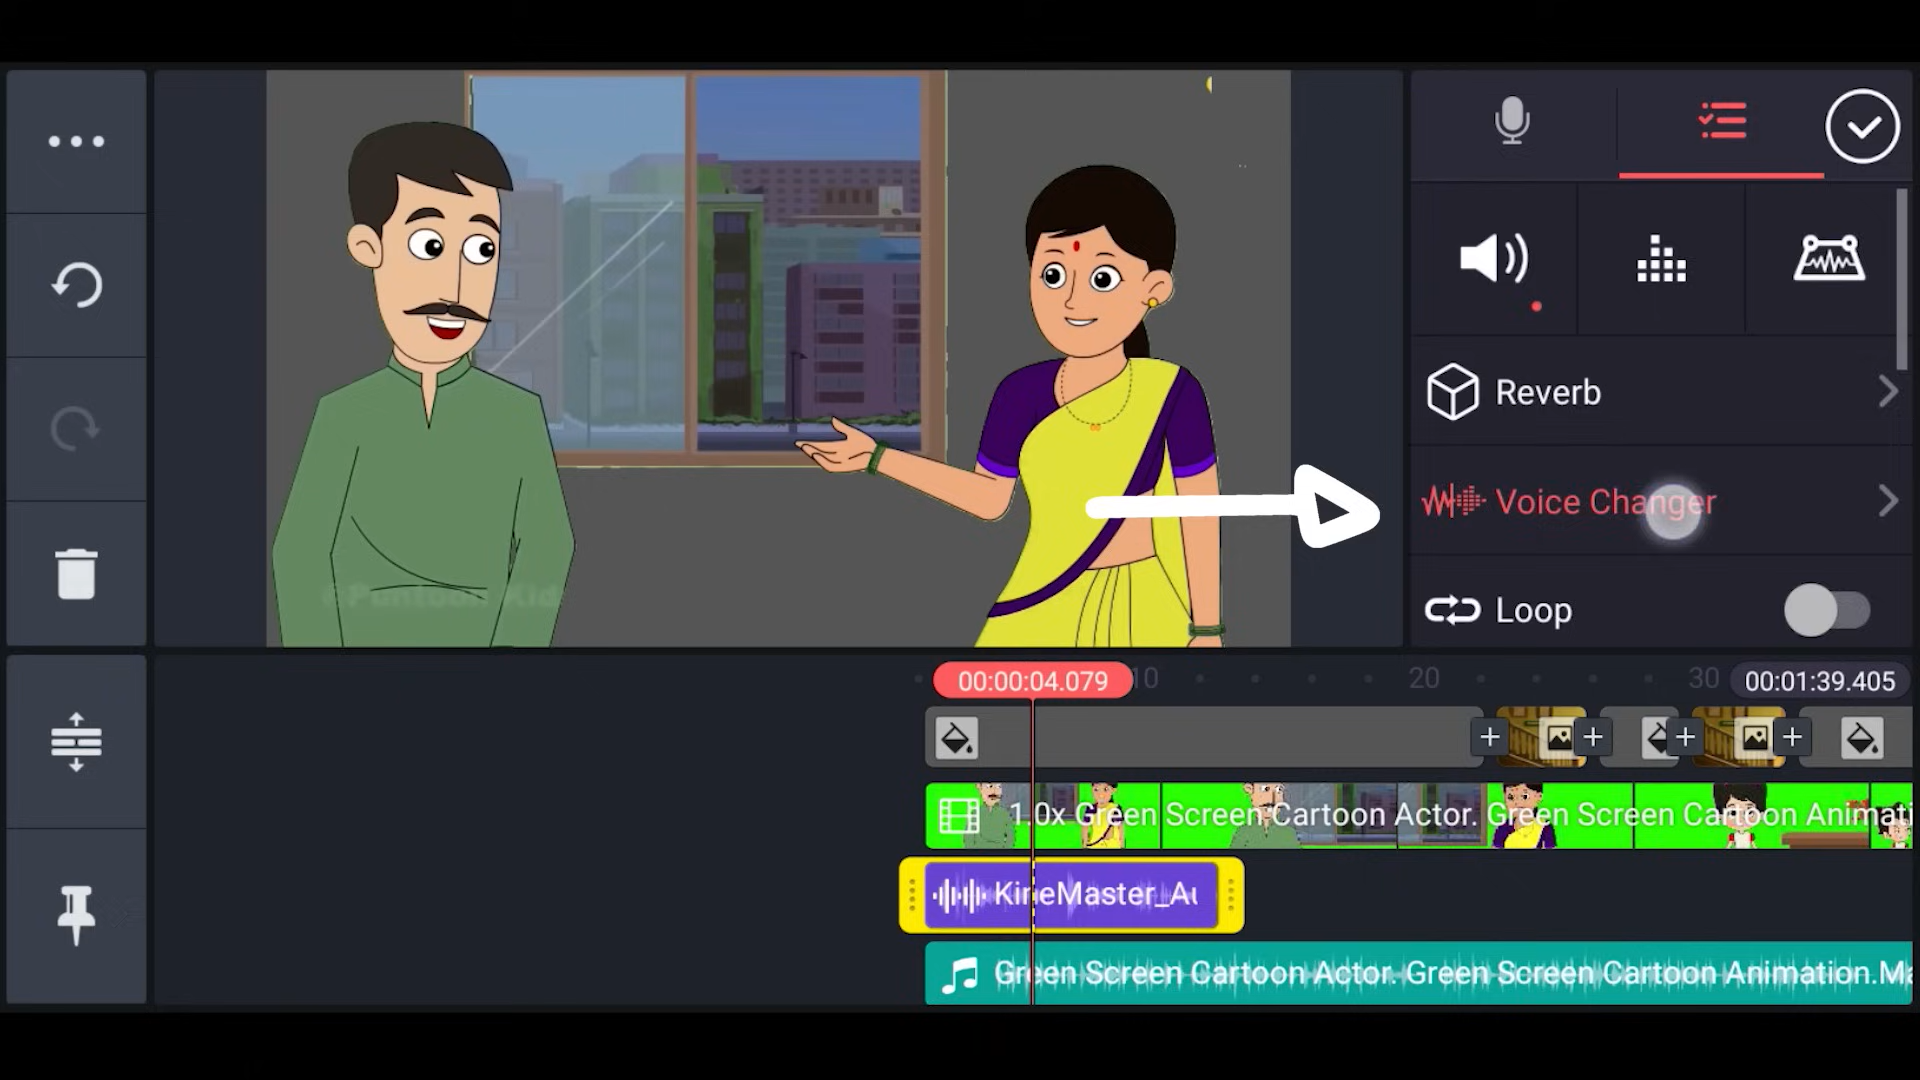 Reverb
Voice Changer
Loop
00:00:04.079
10
20
30
00:01:39.405
1.0x Green Screen Cartoon Actor. Green Screen Cartoon Animati
KineMaster_Au
Green Screen Cartoon Actor. Green Screen Cartoon Animation.Ma